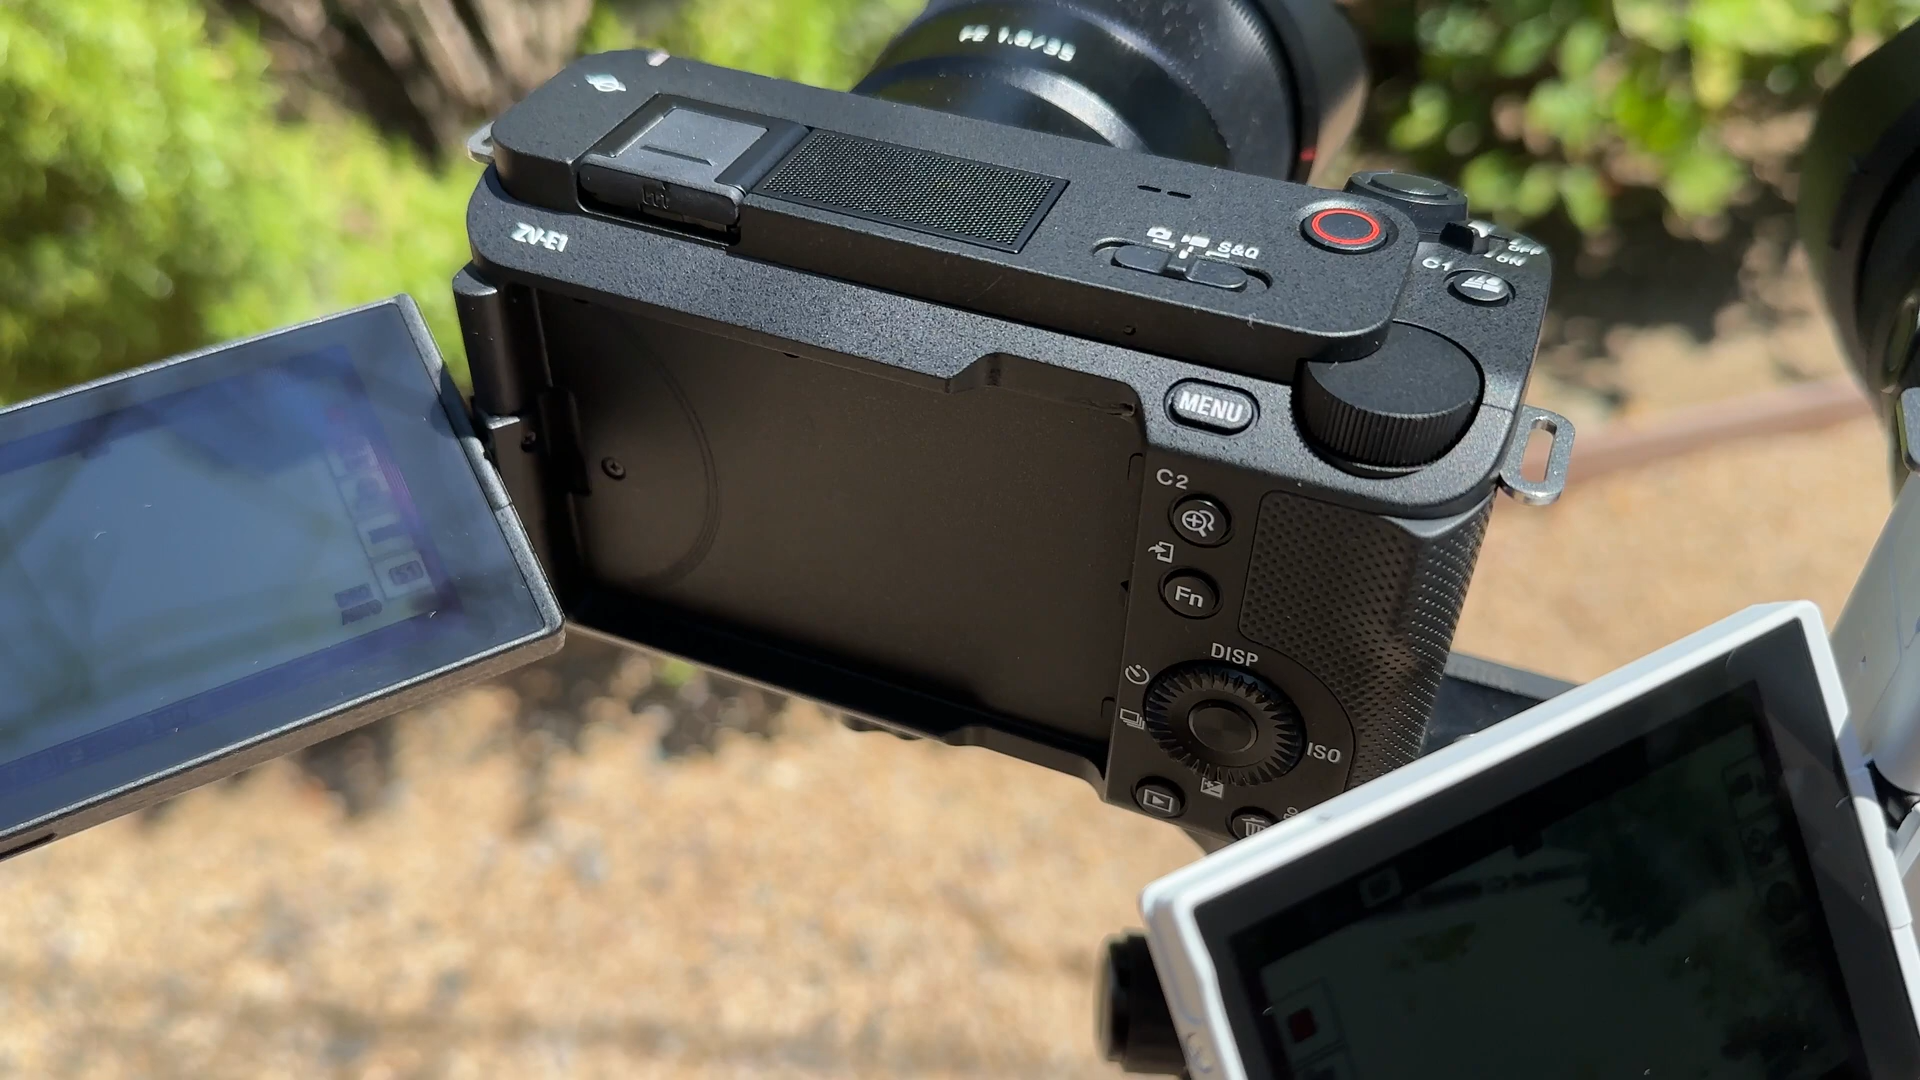 FE 1.8/35
ZV-E1
S&Q
OFF
ON
C1
MENU
C2
Fn
DISP
ISO